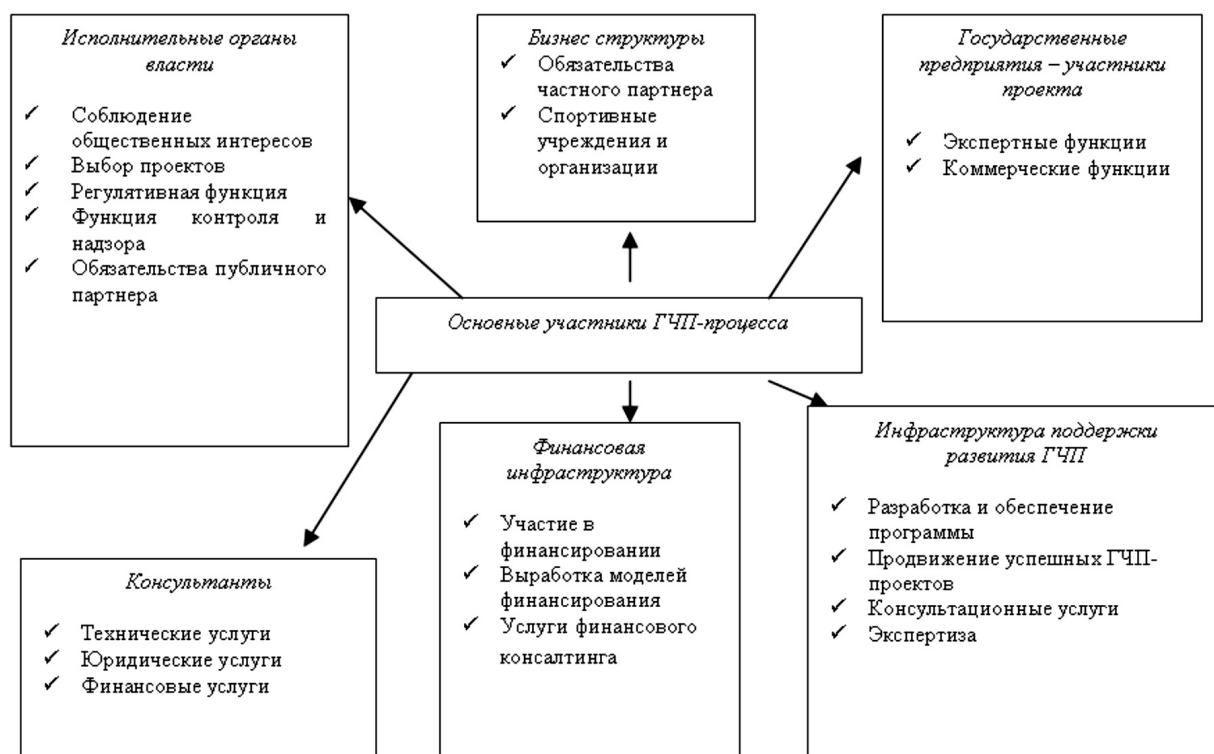 Исполнительные органы
власти
✓ Соблюдение
общественных интересов
✓ Выбор проектов
✓ Регулятивная функция
✓ Функция контроля и
надзора
✓ Обязательства публичного
партнера
Бизнес структуры
✓ Обязательства
частного партнера
✓ Спортивные
учреждения и
организации
Государственные
предприятия – участники
проекта
✓ Экспертные функции
✓ Коммерческие функции
Основные участники ГЧП-процесса
Консультанты
✓ Технические услуги
✓ Юридические услуги
✓ Финансовые услуги
Финансовая
инфраструктура
✓ Участие в
финансировании
✓ Выработка моделей
финансирования
✓ Услуги финансового
консалтинга
Инфраструктура поддержки
развития ГЧП
✓ Разработка и обеспечение
программы
✓ Продвижение успешных ГЧП-
проектов
✓ Консультационные услуги
✓ Экспертиза